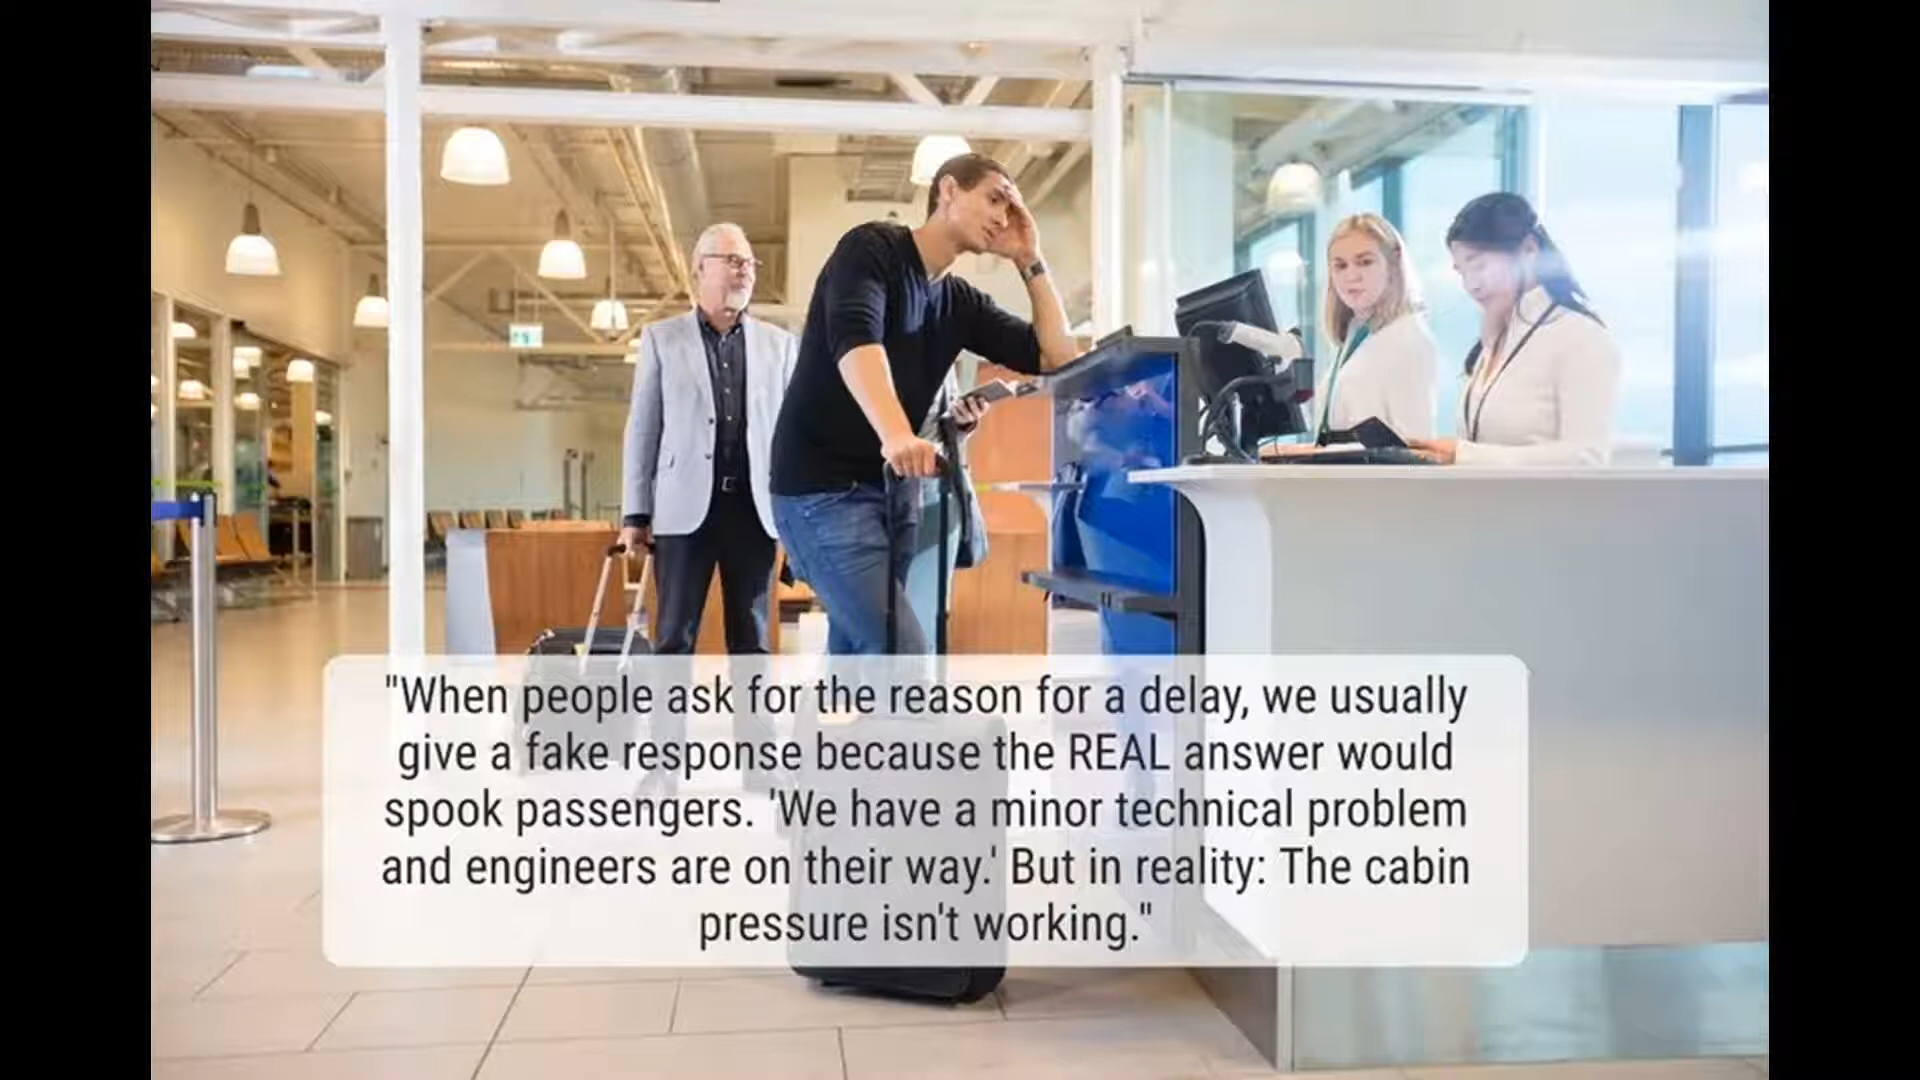 "When people ask for the reason for a delay, we usually
give a fake response because the REAL answer would
spook passengers. 'We have a minor technical problem
and engineers are on their way.' But in reality: The cabin
pressure isn't working."